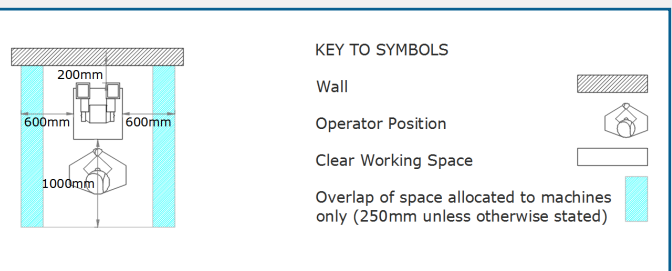 KEY TO SYMBOLS
200mm
Wall
600mm
600mm
Operator Position
Clear Working Space
1000mm
Overlap of space allocated to machines
only (250mm unless otherwise stated)